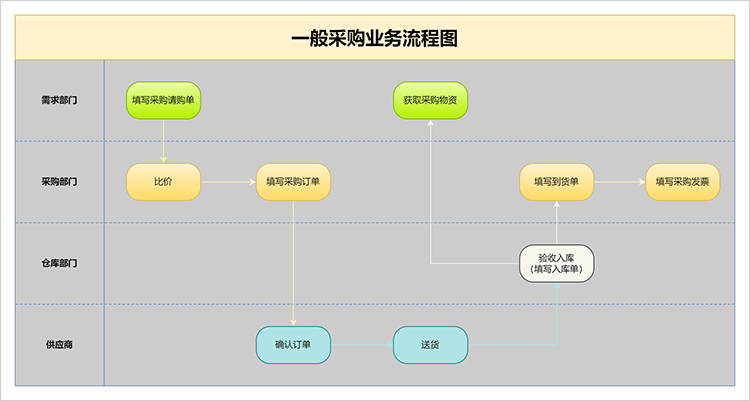 一般采购业务流程图
需求部门
填写采购请购单
获取采购物资
采购部门
比价
填写采购订单
填写到货单
填写采购发票
仓库部门
验收入库
（填写入库单）
供应商
确认订单
送货